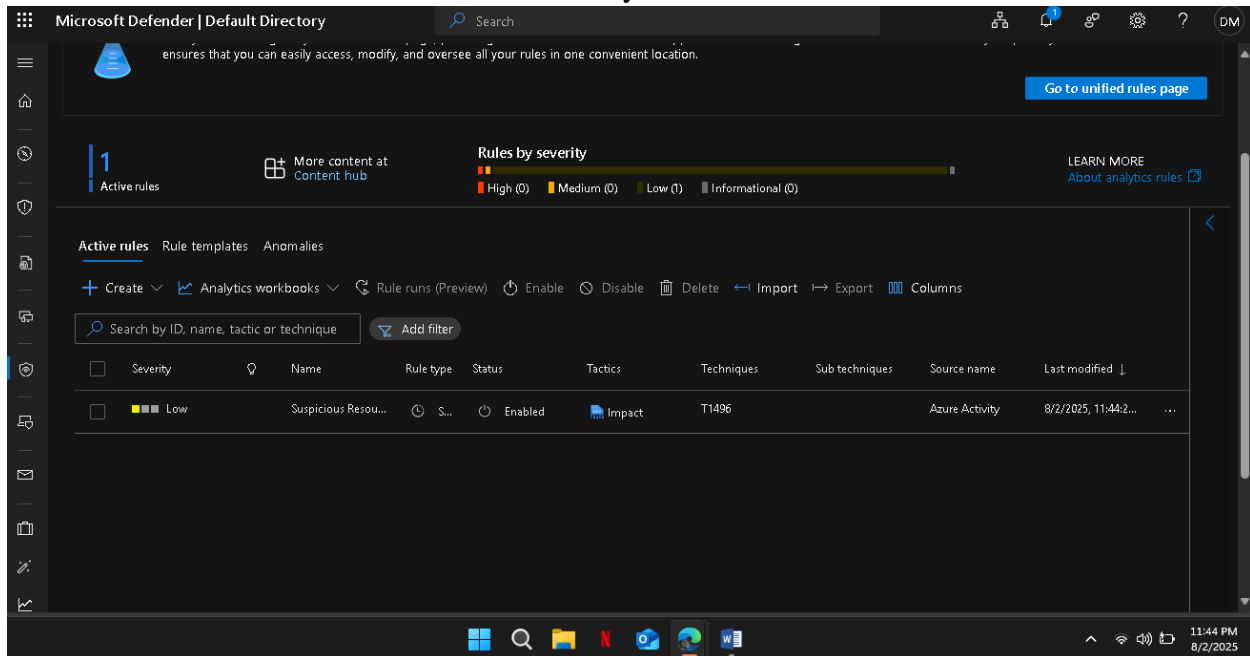 Microsoft Defender | Default Directory
Search
1
?
DM
ensures that you can easily access, modify, and oversee all your rules in one convenient location.
Go to unified rules page
1
Active rules
More content at
Content hub
Rules by severity
High (0) Medium (0) Low (1) Informational (0)
LEARN MORE
About analytics rules
Active rules Rule templates Anomalies
Create Analytics workbooks Rule runs (Preview) Enable Disable Delete Import Export Columns
Search by ID, name, tactic or technique
Add filter
Severity Name Rule type Status Tactics Techniques Sub techniques Source name Last modified ↓
Low Suspicious Resou... S... Enabled Impact T1496 Azure Activity 8/2/2025, 11:44:2... ...
11:44 PM
8/2/2025